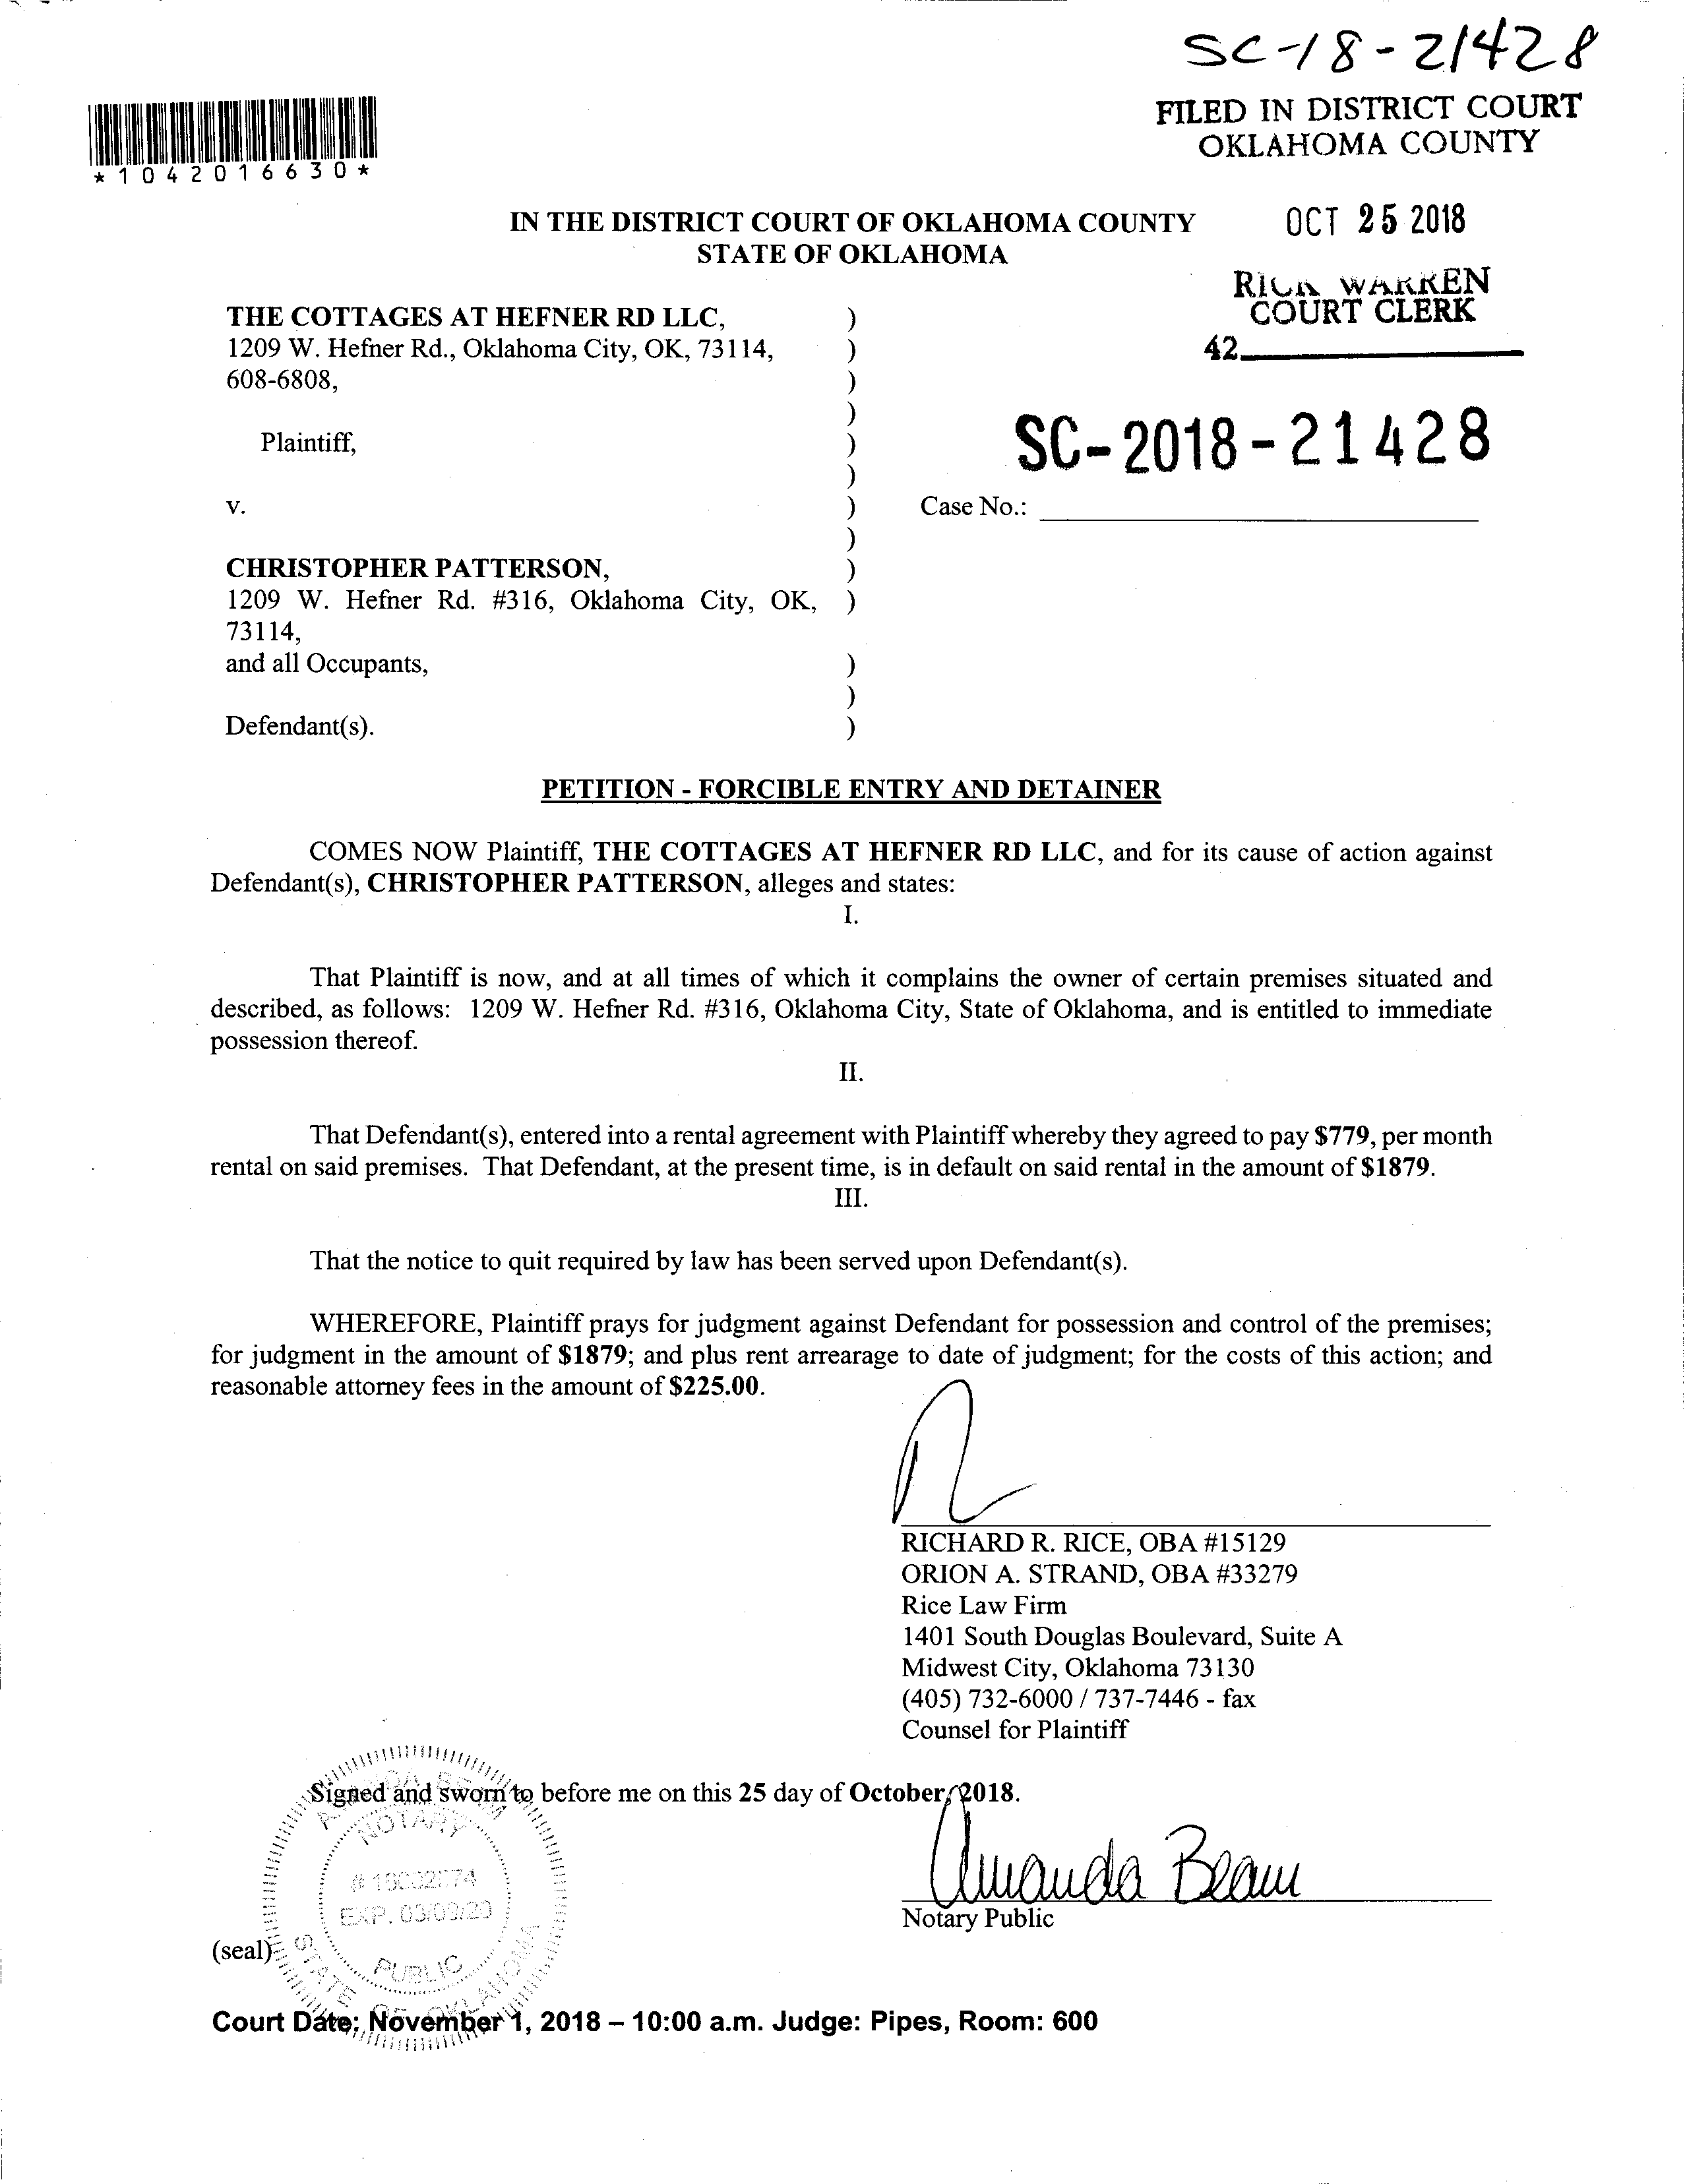 SC-18-21428
FILED IN DISTRICT COURT
OKLAHOMA COUNTY
*1042016630*
IN THE DISTRICT COURT OF OKLAHOMA COUNTY
STATE OF OKLAHOMA
OCT 25 2018
RICK WARREN
COURT CLERK
42
THE COTTAGES AT HEFNER RD LLC, )
1209 W. Hefner Rd., Oklahoma City, OK, 73114, )
608-6808, )
)
Plaintiff, )
SC-2018-21428
)
v. )
Case No.:
)
CHRISTOPHER PATTERSON, )
1209 W. Hefner Rd. #316, Oklahoma City, OK, )
73114,
and all Occupants, )
)
Defendant(s). )
PETITION - FORCIBLE ENTRY AND DETAINER
COMES NOW Plaintiff, THE COTTAGES AT HEFNER RD LLC, and for its cause of action against
Defendant(s), CHRISTOPHER PATTERSON, alleges and states:
I.
That Plaintiff is now, and at all times of which it complains the owner of certain premises situated and
described, as follows: 1209 W. Hefner Rd. #316, Oklahoma City, State of Oklahoma, and is entitled to immediate
possession thereof.
II.
That Defendant(s), entered into a rental agreement with Plaintiff whereby they agreed to pay $779, per month
rental on said premises. That Defendant, at the present time, is in default on said rental in the amount of $1879.
III.
That the notice to quit required by law has been served upon Defendant(s).
WHEREFORE, Plaintiff prays for judgment against Defendant for possession and control of the premises;
for judgment in the amount of $1879; and plus rent arrearage to date of judgment; for the costs of this action; and
reasonable attorney fees in the amount of $225.00.
RICHARD R. RICE, OBA #15129
ORION A. STRAND, OBA #33279
Rice Law Firm
1401 South Douglas Boulevard, Suite A
Midwest City, Oklahoma 73130
(405) 732-6000 / 737-7446 - fax
Counsel for Plaintiff
Signed and sworn to before me on this 25 day of October, 2018.
Amanda Beam
Notary Public
NOTARY
EXP. 03/09/20
PUBLIC
STATE OF OKLAHOMA
(seal)
Court Date: November 1, 2018 – 10:00 a.m. Judge: Pipes, Room: 600